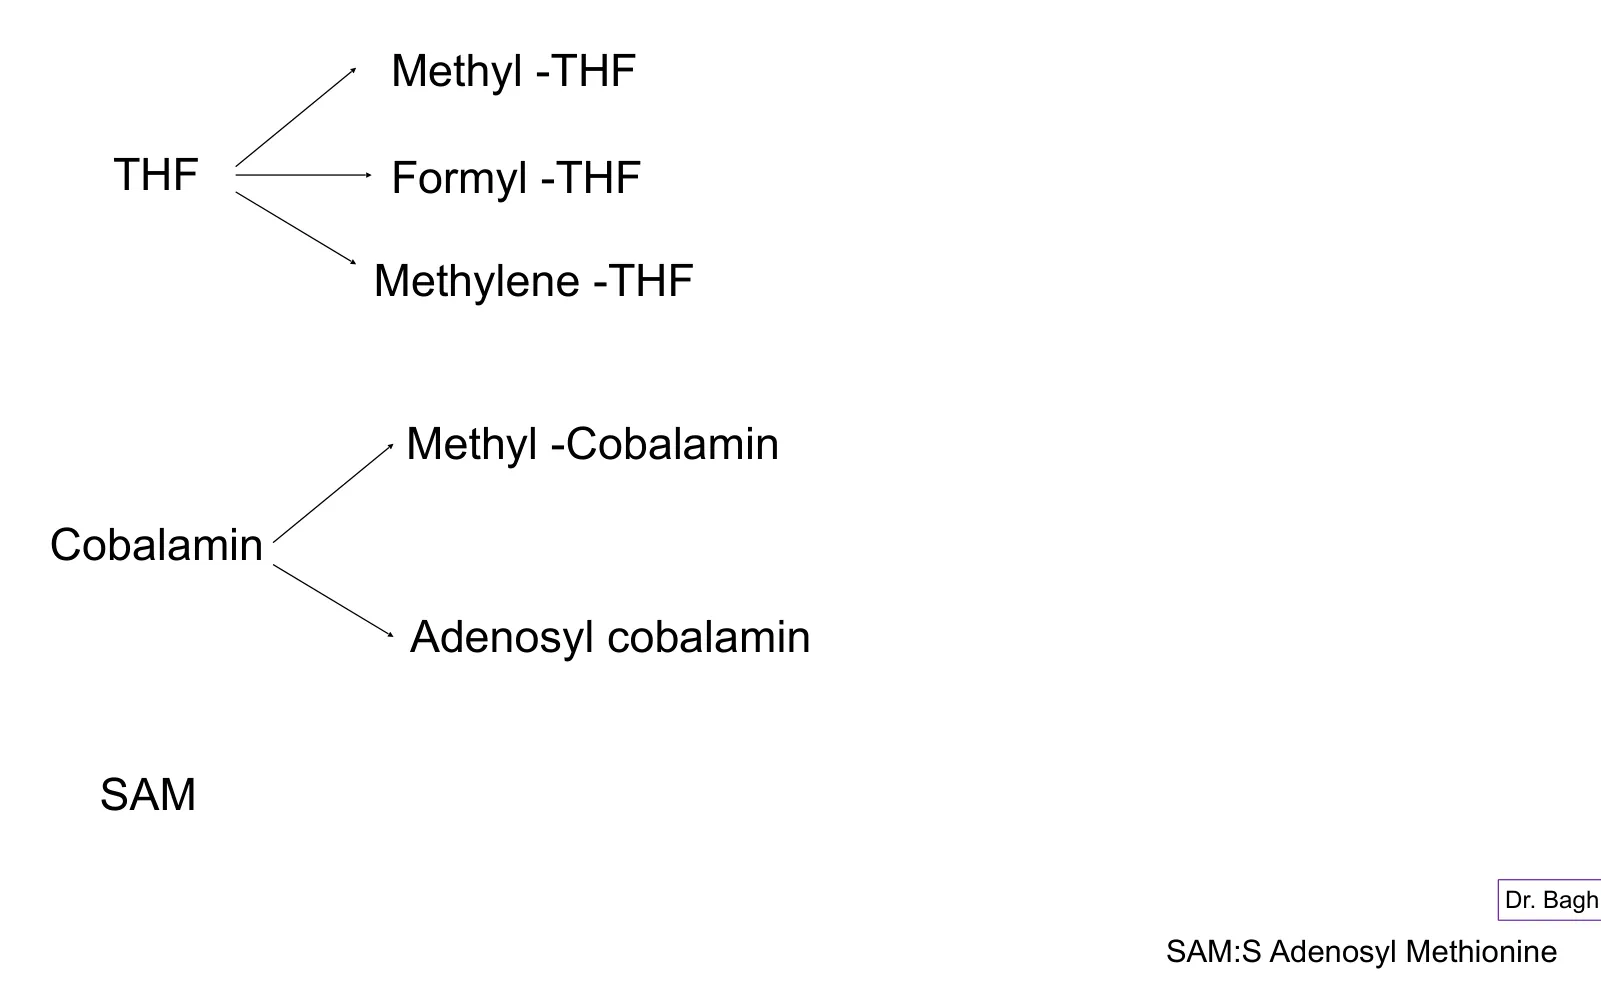 Methyl -THF
THF
Formyl -THF
Methylene -THF
Methyl -Cobalamin
Cobalamin
Adenosyl cobalamin
SAM
Dr. Bagh
SAM:S Adenosyl Methionine